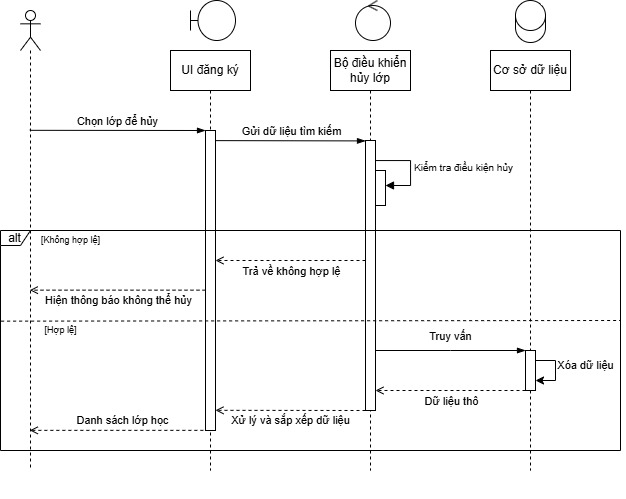 UI đăng ký
Bộ điều khiển
hủy lớp
Cơ sở dữ liệu
Chọn lớp để hủy
Gửi dữ liệu tìm kiếm
Kiểm tra điều kiện hủy
alt
[Không hợp lệ]
Trả về không hợp lệ
Hiện thông báo không thể hủy
[Hợp lệ]
Truy vấn
Xóa dữ liệu
Dữ liệu thô
Xử lý và sắp xếp dữ liệu
Danh sách lớp học